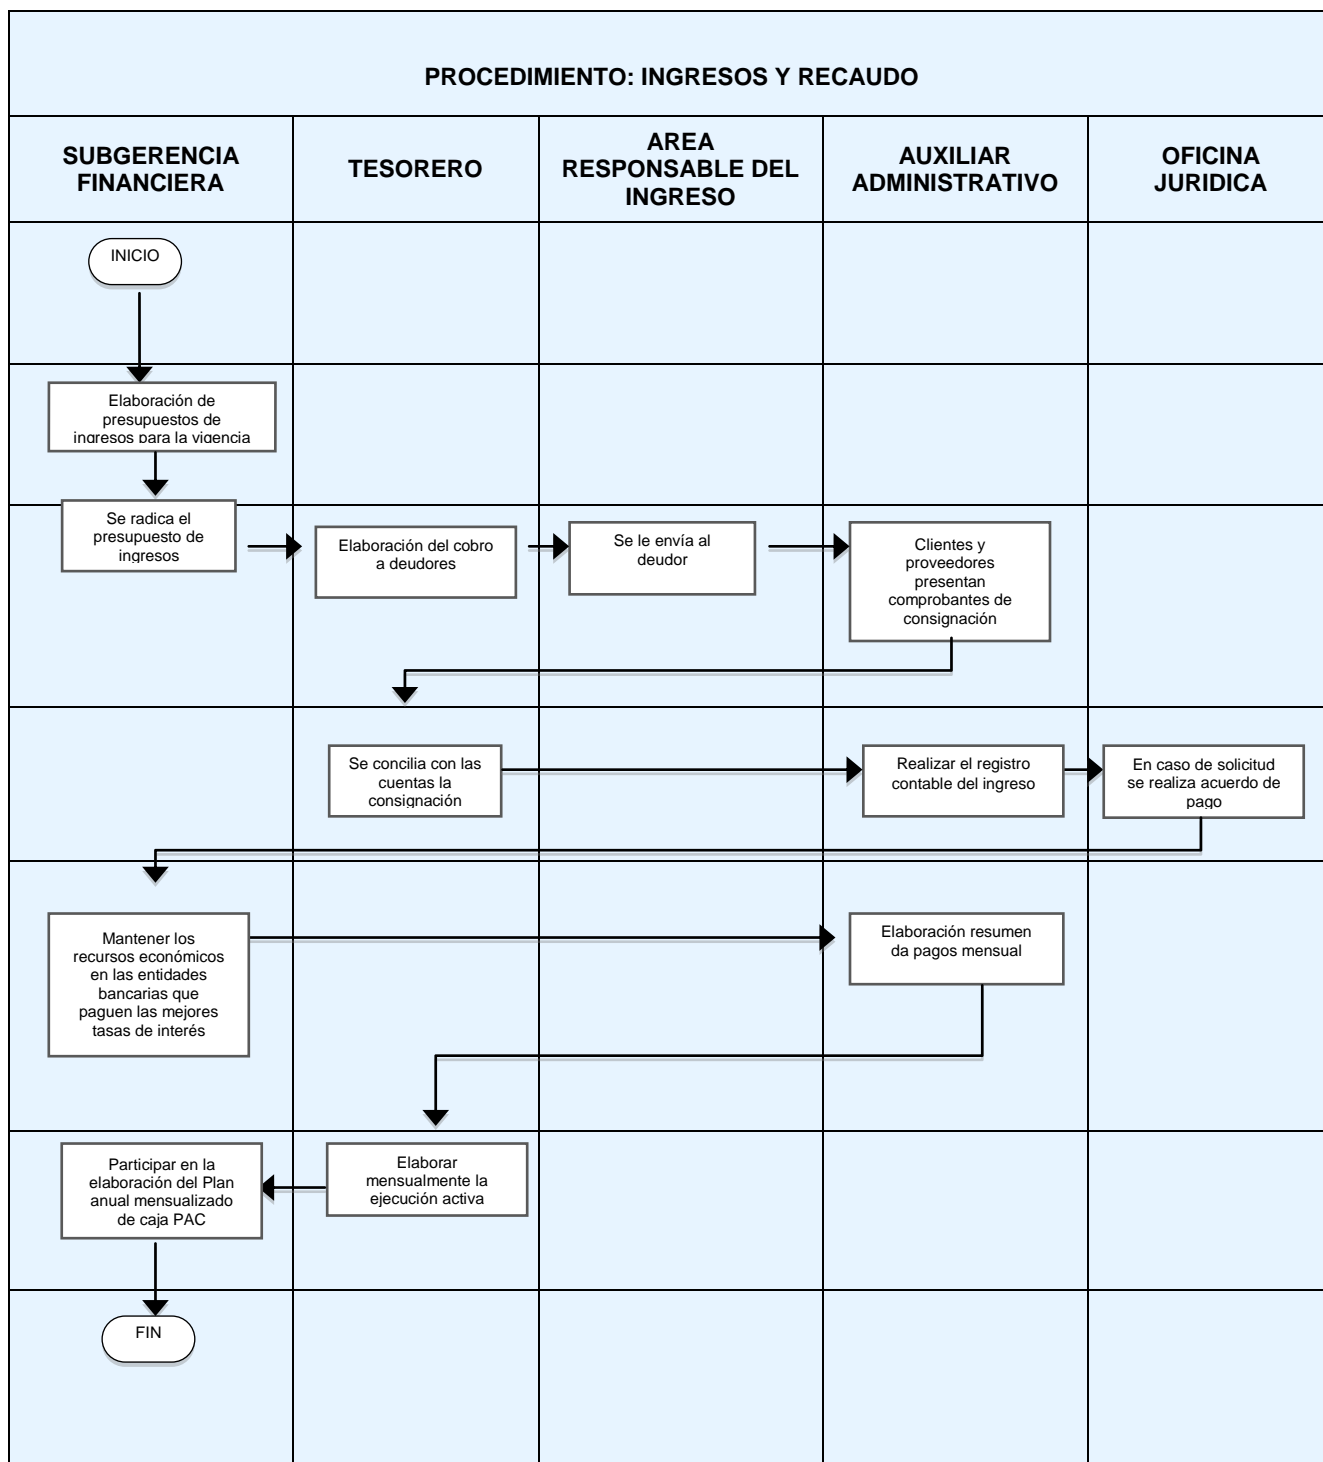 PROCEDIMIENTO: INGRESOS Y RECAUDO
SUBGERENCIA
FINANCIERA
TESORERO
AREA
RESPONSABLE DEL
INGRESO
AUXILIAR
ADMINISTRATIVO
OFICINA
JURIDICA
INICIO
Elaboración de
presupuestos de
ingresos para la vigencia
Se radica el
presupuesto de
ingresos
Elaboración del cobro
a deudores
Se le envía al
deudor
Clientes y
proveedores
presentan
comprobantes de
consignación
Se concilia con las
cuentas la
consignación
Realizar el registro
contable del ingreso
En caso de solicitud
se realiza acuerdo de
pago
Mantener los
recursos económicos
en las entidades
bancarias que
paguen las mejores
tasas de interés
Elaboración resumen
da pagos mensual
Participar en la
elaboración del Plan
anual mensualizado
de caja PAC
Elaborar
mensualmente la
ejecución activa
FIN